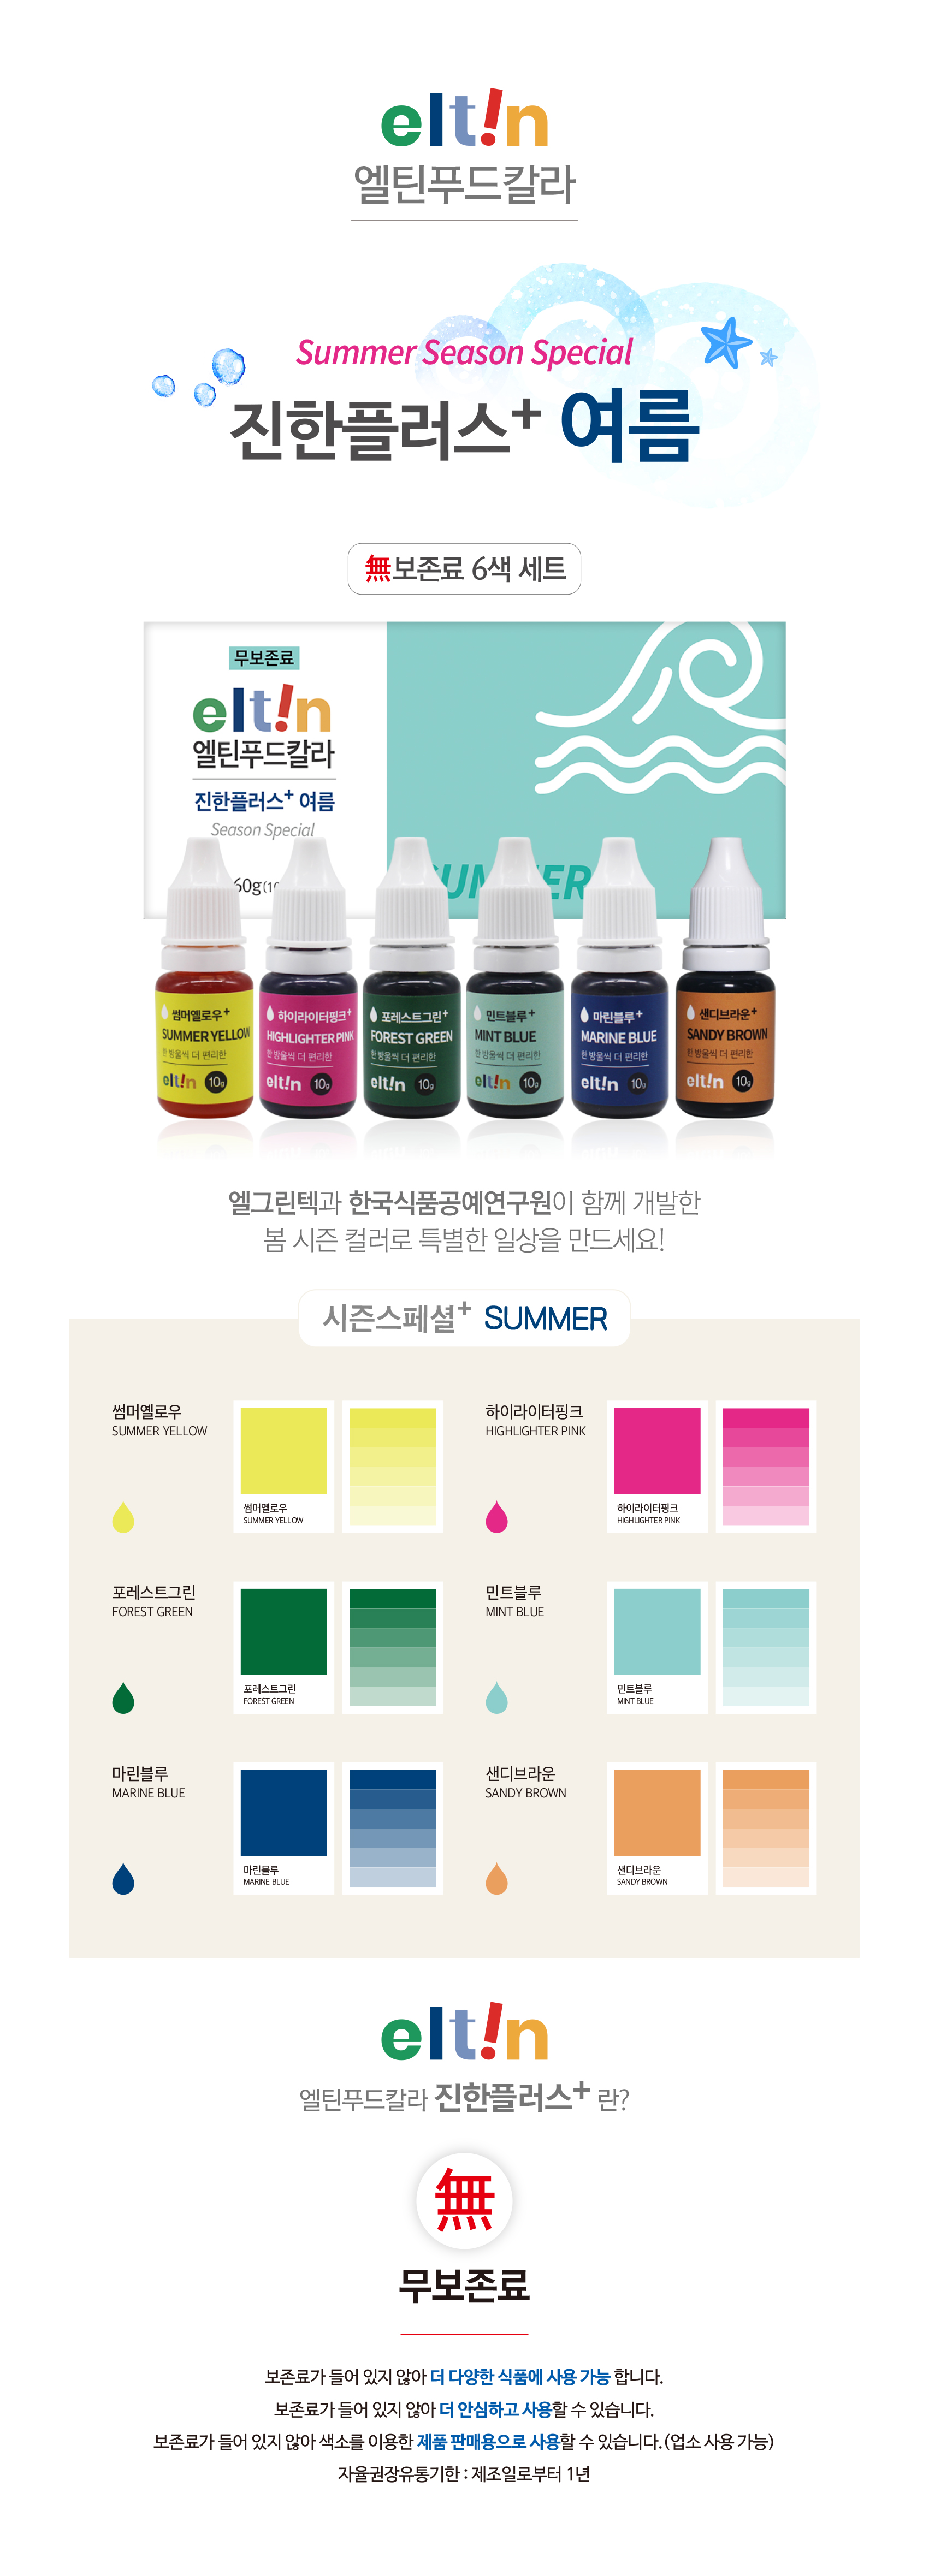 elt!n
엘틴푸드칼라
Summer Season Special
진한플러스+ 여름
無보존료 6색 세트
무보존료
elt!n
엘틴푸드칼라
진한플러스+ 여름
Season Special
60g(10
SUMMER
썸머옐로우+
SUMMER YELLOW
한 방울씩 더 편리한
elt!n 10g
하이라이터핑크+
HIGHLIGHTER PINK
한 방울씩 더 편리한
elt!n 10g
포레스트그린+
FOREST GREEN
한 방울씩 더 편리한
elt!n 10g
민트블루+
MINT BLUE
한 방울씩 더 편리한
elt!n 10g
마린블루+
MARINE BLUE
한 방울씩 더 편리한
elt!n 10g
샌디브라운+
SANDY BROWN
한 방울씩 더 편리한
elt!n 10g
엘그린텍과 한국식품공예연구원이 함께 개발한
봄 시즌 컬러로 특별한 일상을 만드세요!
시즌스페셜+ SUMMER
썸머옐로우
SUMMER YELLOW
썸머옐로우
SUMMER YELLOW
하이라이터핑크
HIGHLIGHTER PINK
하이라이터핑크
HIGHLIGHTER PINK
포레스트그린
FOREST GREEN
포레스트그린
FOREST GREEN
민트블루
MINT BLUE
민트블루
MINT BLUE
마린블루
MARINE BLUE
마린블루
MARINE BLUE
샌디브라운
SANDY BROWN
샌디브라운
SANDY BROWN
elt!n
엘틴푸드칼라 진한플러스+ 란?
無
무보존료
보존료가 들어 있지 않아 더 다양한 식품에 사용 가능 합니다.
보존료가 들어 있지 않아 더 안심하고 사용할 수 있습니다.
보존료가 들어 있지 않아 색소를 이용한 제품 판매용으로 사용할 수 있습니다.(업소 사용 가능)
자율권장유통기한 : 제조일로부터 1년